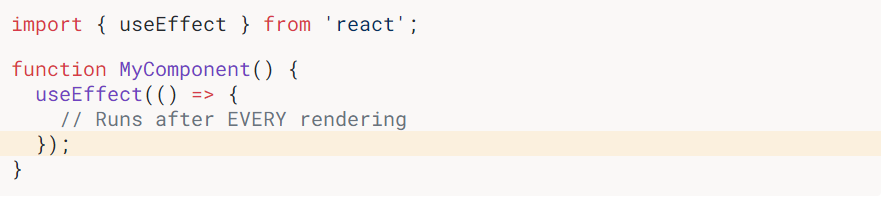 import { useEffect } from 'react';
function MyComponent() {
useEffect(() => {
// Runs after EVERY rendering
});
}